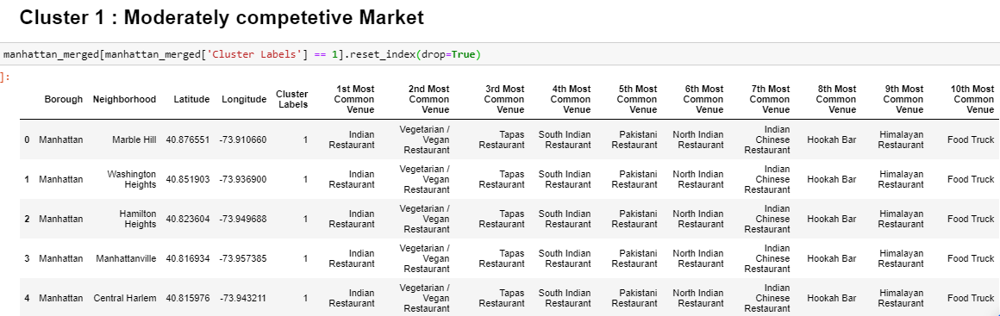 Cluster 1 : Moderately competetive Market
manhattan_merged[manhattan_merged['Cluster Labels'] == 1].reset_index(drop=True)
]:
Borough Neighborhood Latitude Longitude Cluster Labels 1st Most Common Venue 2nd Most Common Venue 3rd Most Common Venue 4th Most Common Venue 5th Most Common Venue 6th Most Common Venue 7th Most Common Venue 8th Most Common Venue 9th Most Common Venue 10th Most Common Venue
0 Manhattan Marble Hill 40.876551 -73.910660 1 Indian Restaurant Vegetarian / Vegan Restaurant Tapas Restaurant South Indian Restaurant Pakistani Restaurant North Indian Restaurant Indian Chinese Restaurant Hookah Bar Himalayan Restaurant Food Truck
1 Manhattan Washington Heights 40.851903 -73.936900 1 Indian Restaurant Vegetarian / Vegan Restaurant Tapas Restaurant South Indian Restaurant Pakistani Restaurant North Indian Restaurant Indian Chinese Restaurant Hookah Bar Himalayan Restaurant Food Truck
2 Manhattan Hamilton Heights 40.823604 -73.949688 1 Indian Restaurant Vegetarian / Vegan Restaurant Tapas Restaurant South Indian Restaurant Pakistani Restaurant North Indian Restaurant Indian Chinese Restaurant Hookah Bar Himalayan Restaurant Food Truck
3 Manhattan Manhattanville 40.816934 -73.957385 1 Indian Restaurant Vegetarian / Vegan Restaurant Tapas Restaurant South Indian Restaurant Pakistani Restaurant North Indian Restaurant Indian Chinese Restaurant Hookah Bar Himalayan Restaurant Food Truck
4 Manhattan Central Harlem 40.815976 -73.943211 1 Indian Restaurant Vegetarian / Vegan Restaurant Tapas Restaurant South Indian Restaurant Pakistani Restaurant North Indian Restaurant Indian Chinese Restaurant Hookah Bar Himalayan Restaurant Food Truck